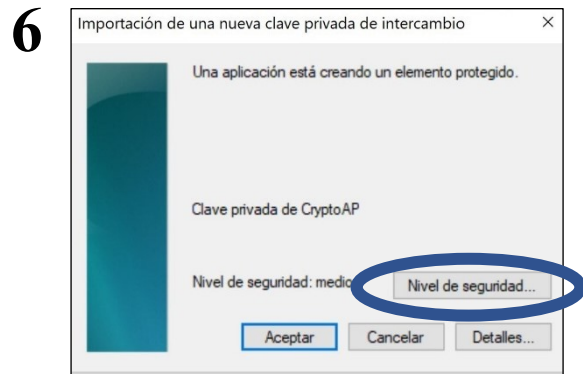 6
Importación de una nueva clave privada de intercambio
Una aplicación está creando un elemento protegido.
Clave privada de CryptoAP
Nivel de seguridad: medio
Nivel de seguridad...
Aceptar Cancelar Detalles...